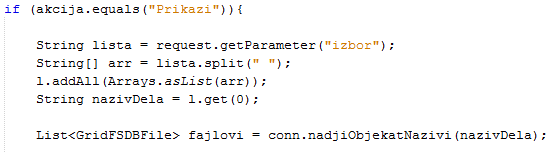 if (akcija.equals("Prikazi")){
String lista = request.getParameter("izbor");
String[] arr = lista.split(" ");
l.addAll(Arrays.asList(arr));
String nazivDela = l.get(0);
List<GridFSDBFile> fajlovi = conn.nadjiObjekatNazivi(nazivDela);